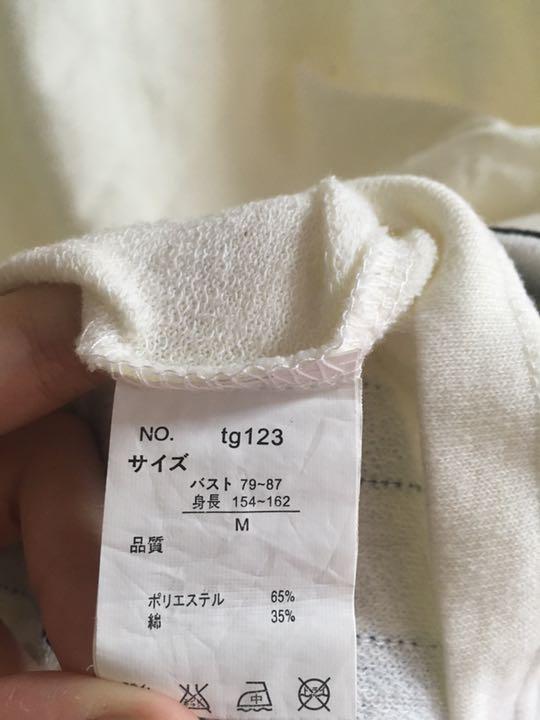 NO. tg123
サイズ
バスト 79~87
身長 154~162
M
品質
ポリエステル 65%
綿 35%
中